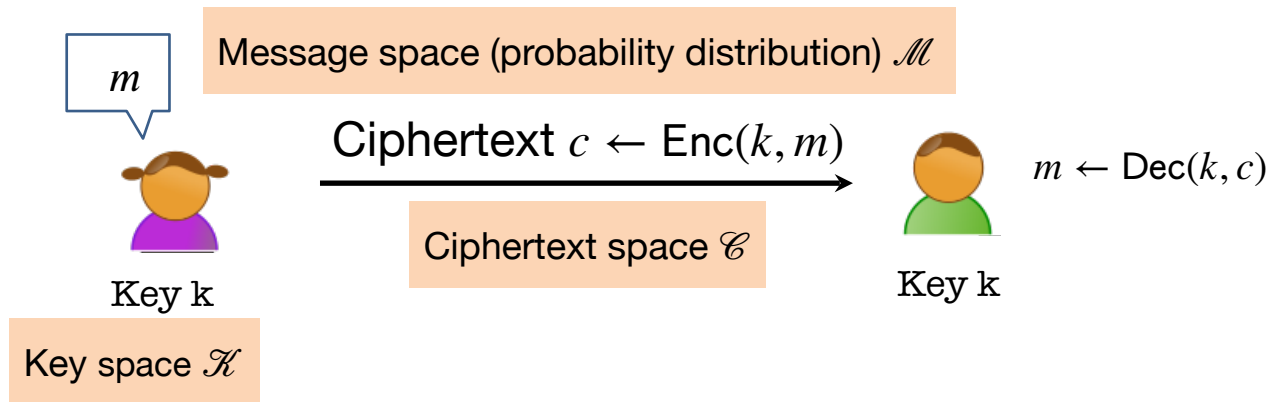 Message space (probability distribution) ℳ
m
Ciphertext c ← Enc(k, m)
m ← Dec(k, c)
Ciphertext space 𝒞
Key k
Key k
Key space 𝒦